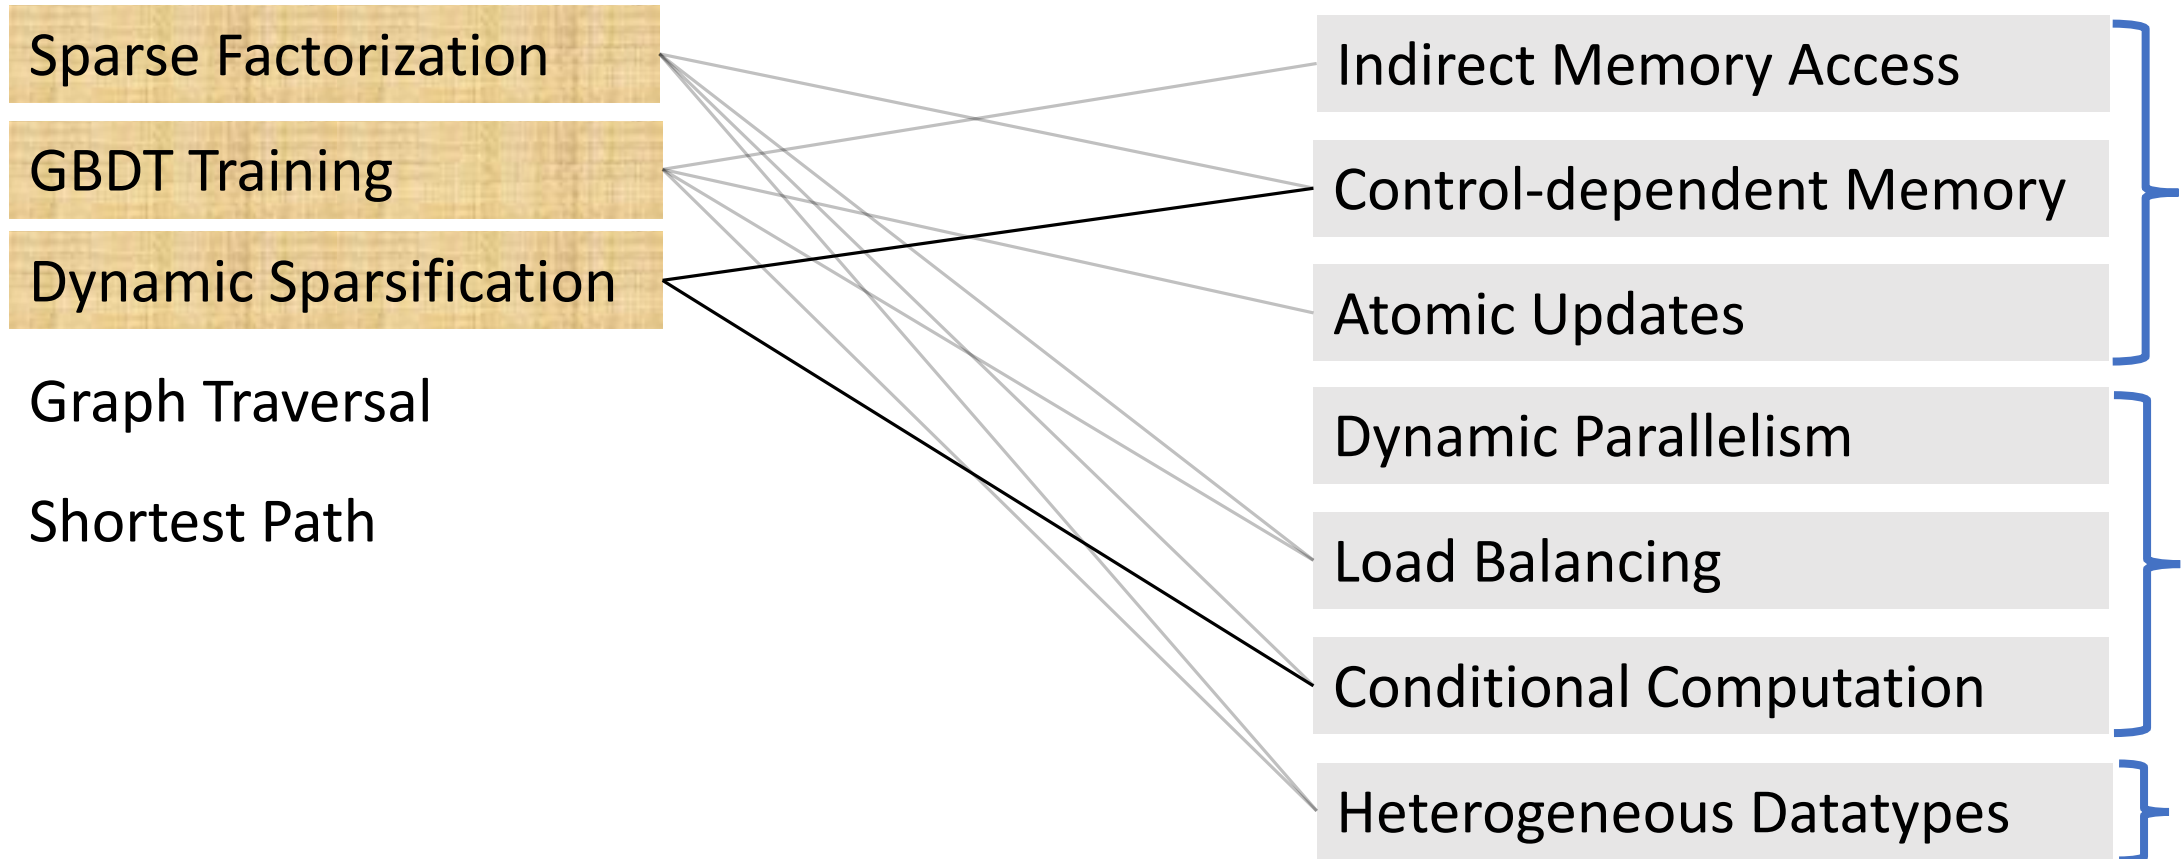 Sparse Factorization
GBDT Training
Dynamic Sparsification
Graph Traversal
Shortest Path
Indirect Memory Access
Control-dependent Memory
Atomic Updates
Dynamic Parallelism
Load Balancing
Conditional Computation
Heterogeneous Datatypes